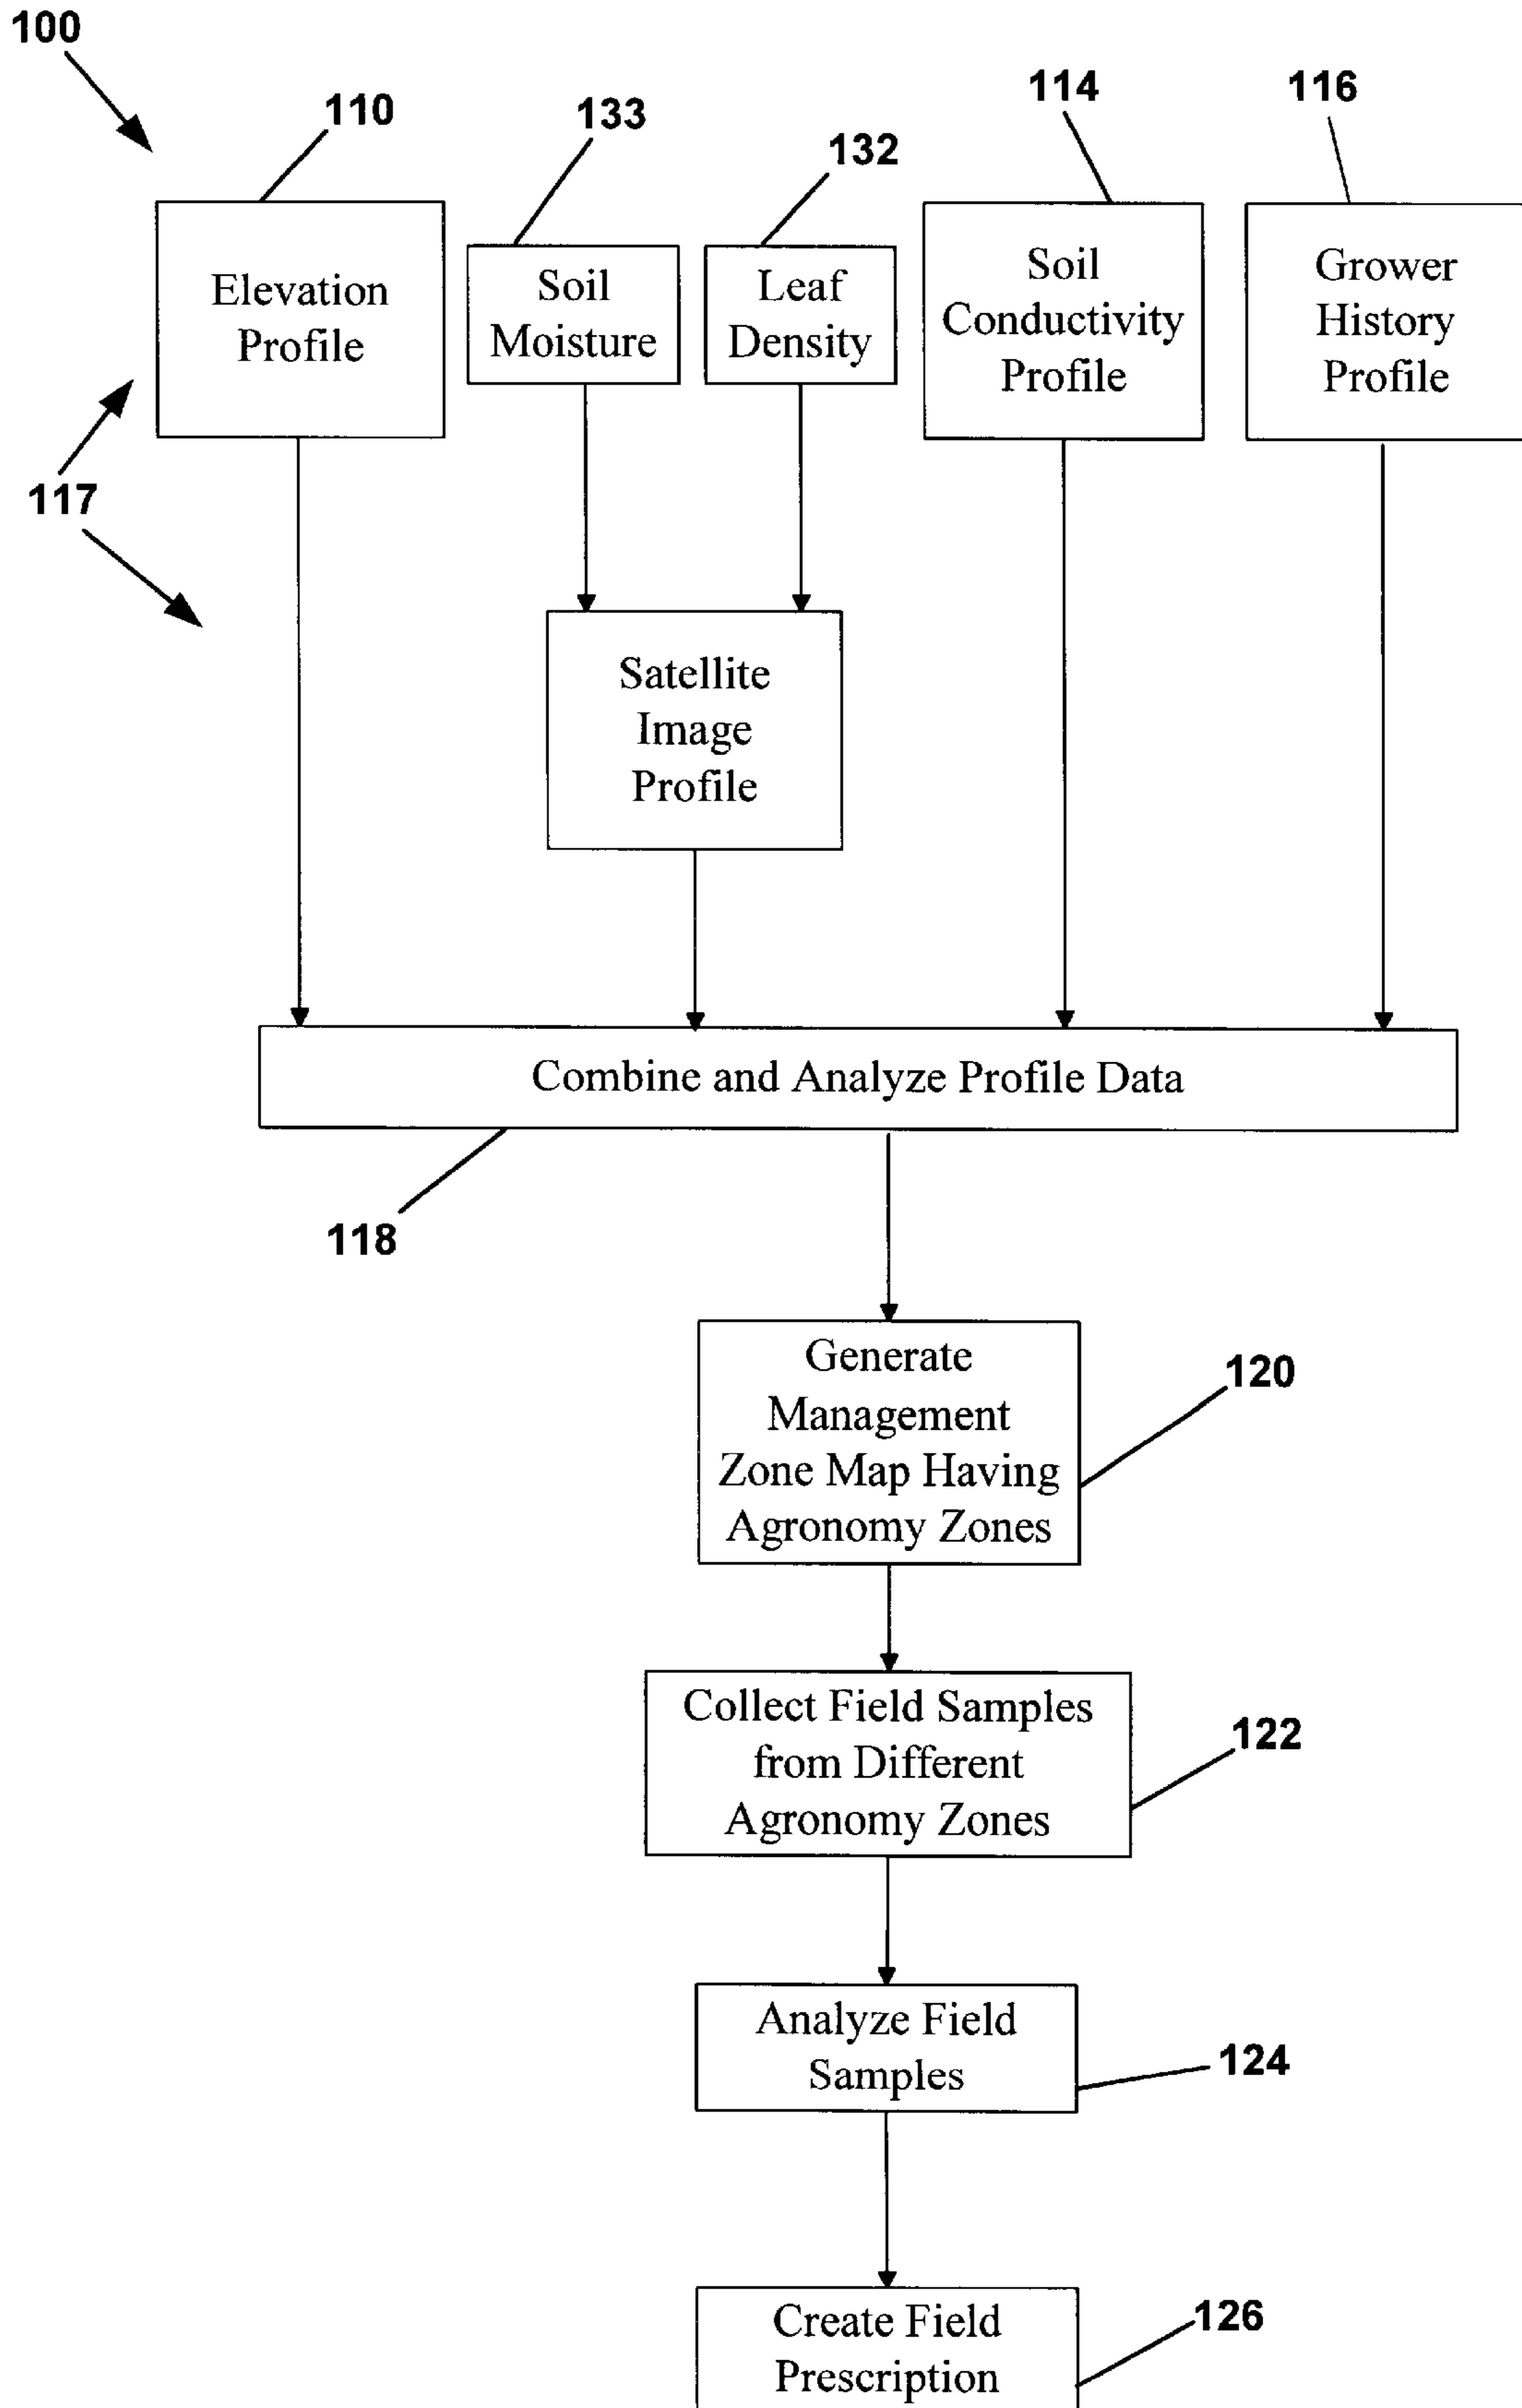 100
110
133
132
114
116
Elevation
Profile
Soil
Moisture
Leaf
Density
Soil
Conductivity
Profile
Grower
History
Profile
117
Satellite
Image
Profile
Combine and Analyze Profile Data
118
Generate
Management
Zone Map Having
Agronomy Zones
120
Collect Field Samples
from Different
Agronomy Zones
122
Analyze Field
Samples
124
Create Field
Prescription
126